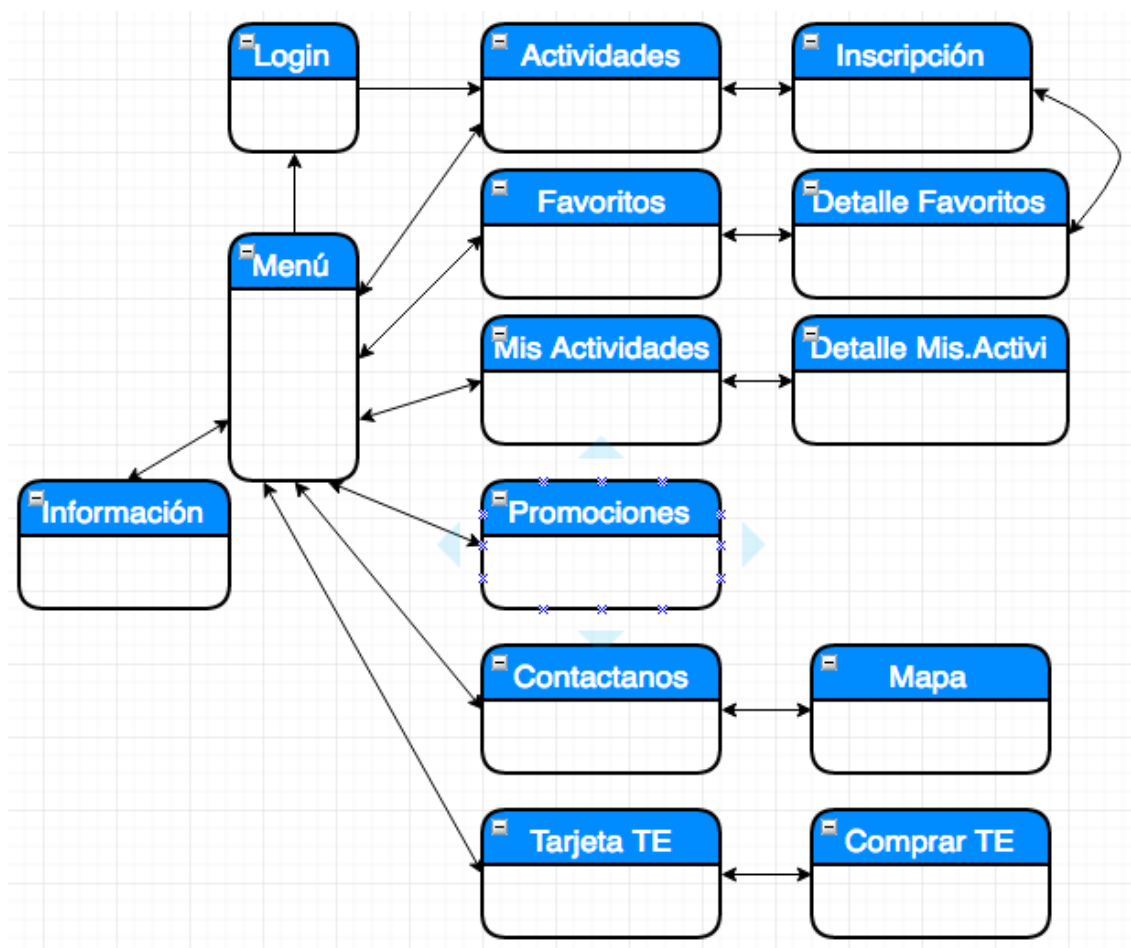 Login
Actividades
Inscripción
Favoritos
Detalle Favoritos
Menú
Mis Actividades
Detalle Mis.Activi
Información
Promociones
Contactanos
Mapa
Tarjeta TE
Comprar TE